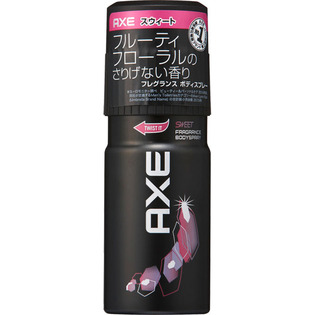 AXE スウィート
フルーティ
フローラルの
さりげない香り
フレグランス ボディスプレー
TWIST IT
SWEET
FRAGRANCE
BODYSPRAY
AXE